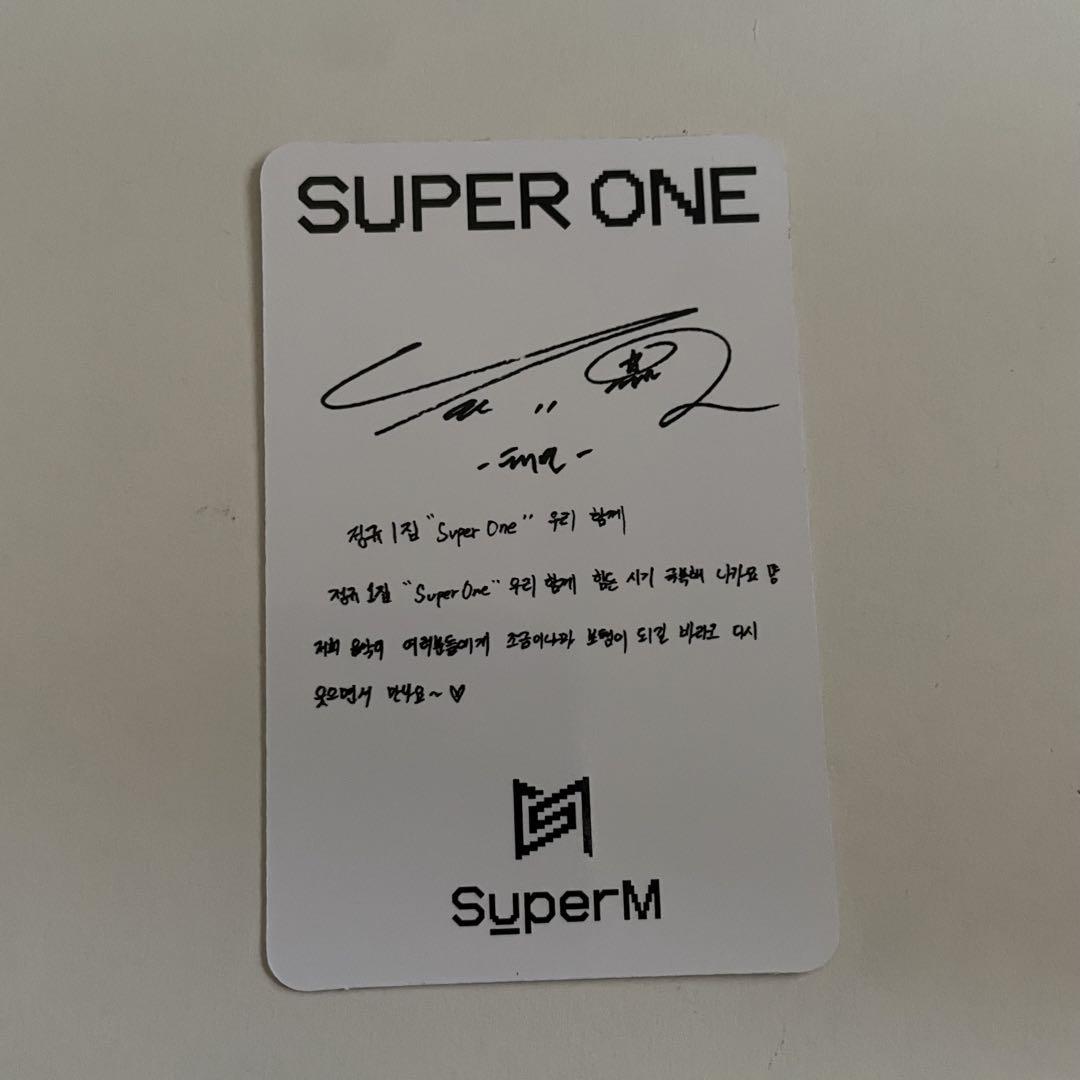 SUPER ONE
- 태민 -
정규 1집 "Super One" 우리 함께
정규 1집 "Super One" 우리 함께 힘든 시기 극복해 나가요
저희 음악이 여러분들에게 조금이나마 보탬이 되길 바라고 다시
웃으면서 만나요~♡
SuperM